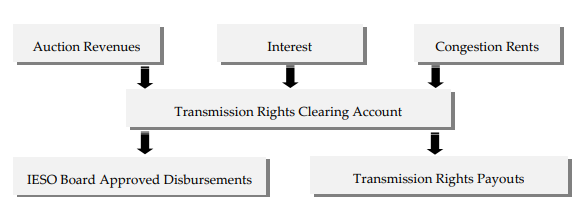 Auction Revenues
Interest
Congestion Rents
Transmission Rights Clearing Account
IESO Board Approved Disbursements
Transmission Rights Payouts